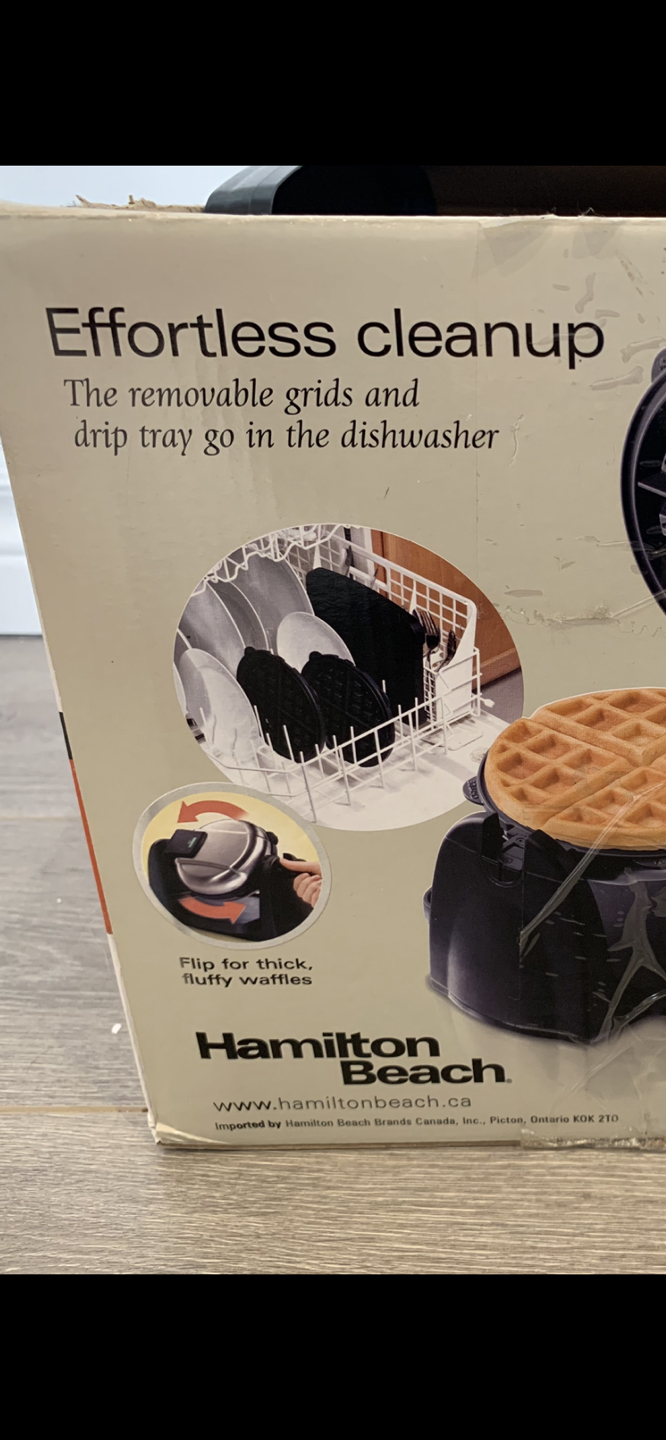 Effortless cleanup
The removable grids and
drip tray go in the dishwasher
Flip for thick,
fluffy waffles
Hamilton
Beach.
www.hamiltonbeach.ca
Imported by Hamilton Beach Brands Canada, Inc., Picton, Ontario K0K 2T0